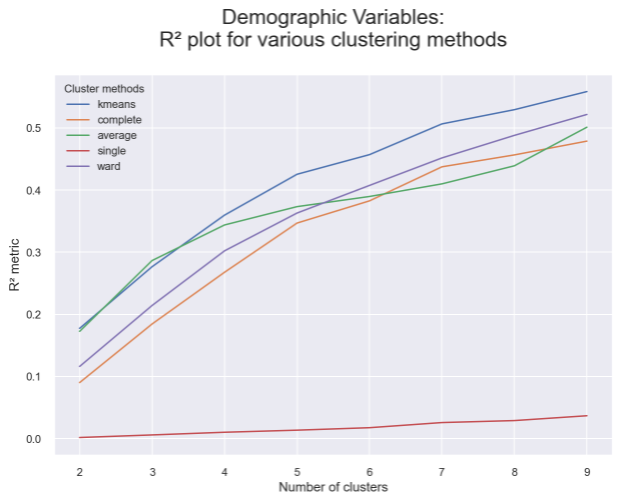 Demographic Variables:
R² plot for various clustering methods
Cluster methods
kmeans
complete
average
single
ward
R² metric
0.5
0.4
0.3
0.2
0.1
0.0
2 3 4 5 6 7 8 9
Number of clusters